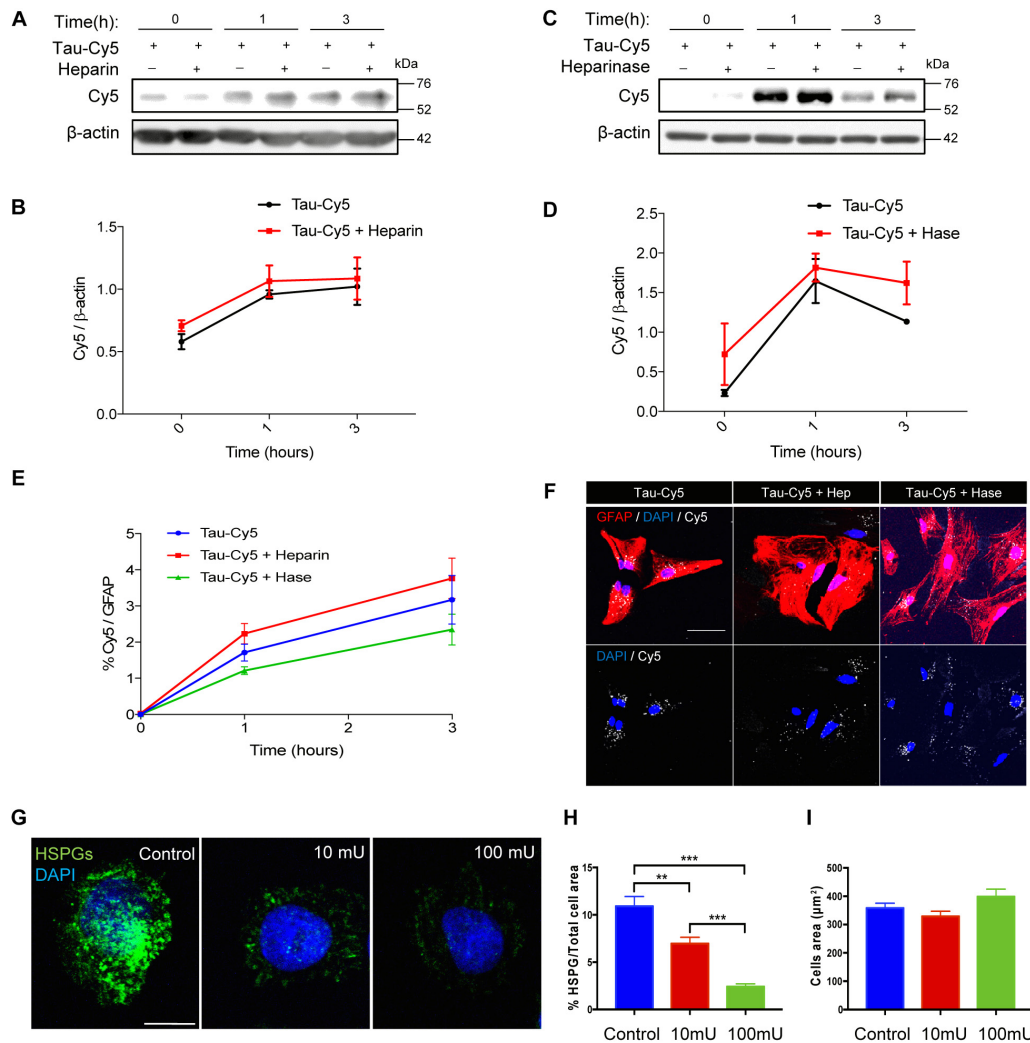 A
Time(h): 0 1 3
Tau-Cy5 + + + + + +
Heparin – + – + – + kDa
Cy5 76
52
β-actin 42
C
Time(h): 0 1 3
Tau-Cy5 + + + + + +
Heparinase – + – + – + kDa
Cy5 76
52
β-actin 42
B
Tau-Cy5
Tau-Cy5 + Heparin
Cy5 / β-actin
1.5
1.0
0.5
0.0
0 1 3
Time (hours)
D
Tau-Cy5
Tau-Cy5 + Hase
Cy5 / β-actin
2.5
2.0
1.5
1.0
0.5
0.0
0 1 3
Time (hours)
E
Tau-Cy5
Tau-Cy5 + Heparin
Tau-Cy5 + Hase
% Cy5 / GFAP
5
4
3
2
1
0
0 1 2 3
Time (hours)
F
Tau-Cy5 Tau-Cy5 + Hep Tau-Cy5 + Hase
GFAP / DAPI / Cy5
DAPI / Cy5
G
HSPGs Control 10 mU 100 mU
DAPI
H
% HSPG/Total cell area
15
10
5
0
*** 
**
***
Control 10mU 100mU
I
Cells area (µm²)
500
400
300
200
100
0
Control 10mU 100mU